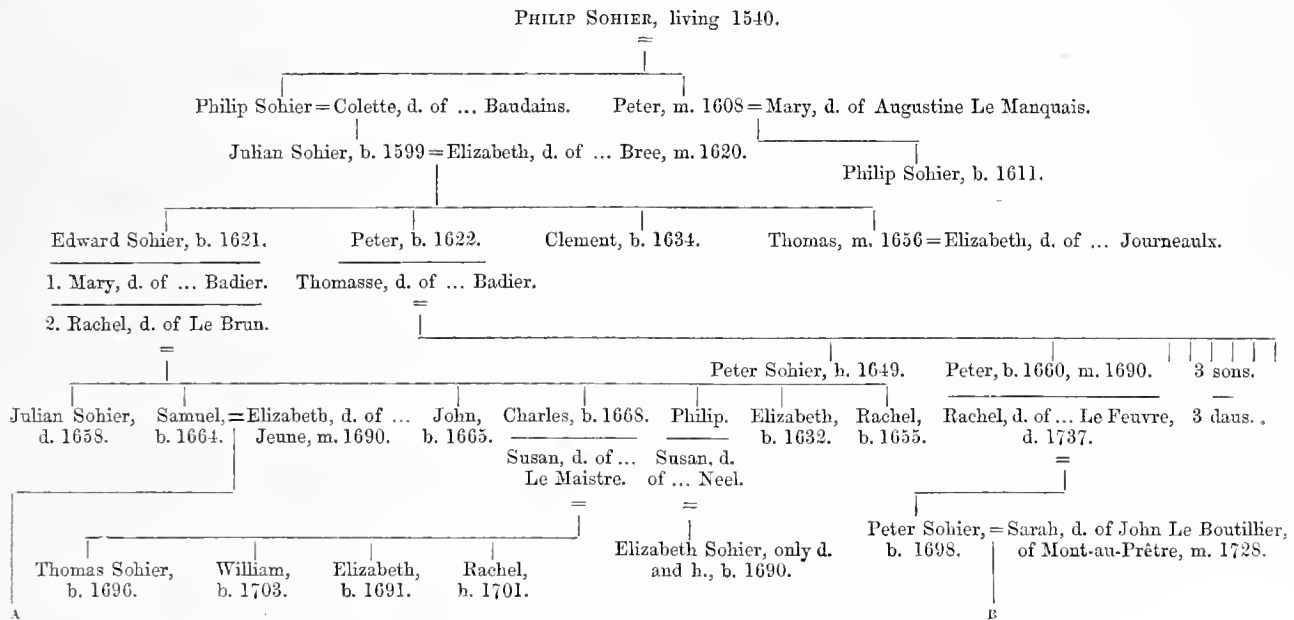 PHILIP SOHIER, living 1540.
Philip Sohier=Colette, d. of ... Baudains. Peter, m. 1608=Mary, d. of Augustine Le Manquais.
Julian Sohier, b. 1599=Elizabeth, d. of ... Bree, m. 1620.
Philip Sohier, b. 1611.
Edward Sohier, b. 1621. Peter, b. 1622. Clement, b. 1634. Thomas, m. 1656=Elizabeth, d. of ... Journeaulx.
1. Mary, d. of ... Badier. Thomasse, d. of ... Badier.
=
2. Rachel, d. of Le Brun.
=
Peter Sohier, h. 1649. Peter, b. 1660, m. 1690. 3 sons.
Julian Sohier, d. 1658.
Samuel, b. 1664.
=Elizabeth, d. of ... Jeune, m. 1690.
John, b. 1665.
Charles, b. 1668.
Philip.
Elizabeth, b. 1632.
Rachel, b. 1655.
Rachel, d. of ... Le Feuvre, d. 1737.
3 daus.
Susan, d. of ... Le Maistre.
Susan, d. of ... Neel.
=
=
=
Peter Sohier, b. 1698.
= Sarah, d. of John Le Boutillier, of Mont-au-Prêtre, m. 1728.
Elizabeth Sohier, only d. and h., b. 1690.
Thomas Sohier, b. 1696.
William, b. 1703.
Elizabeth, b. 1691.
Rachel, h. 1701.
A B